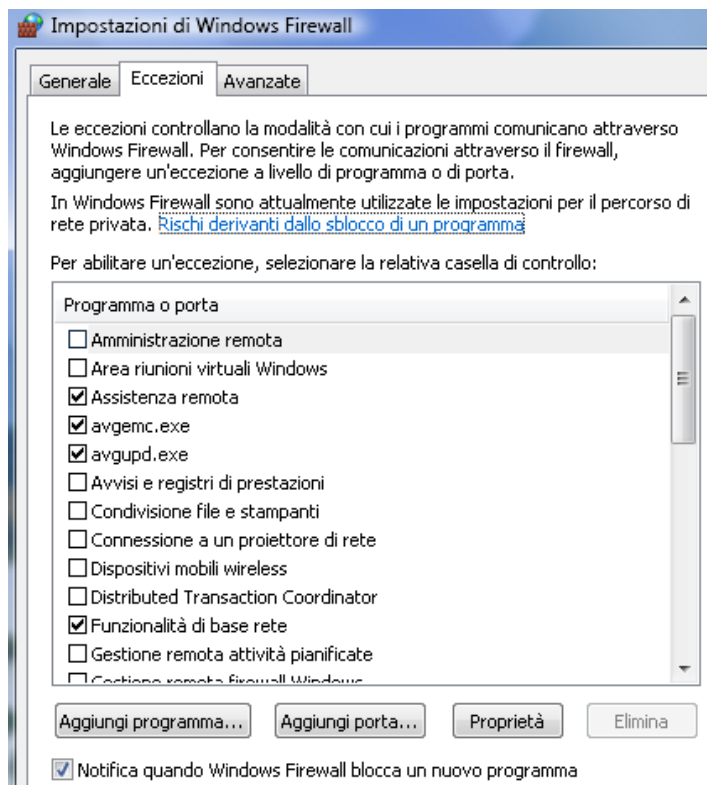 Impostazioni di Windows Firewall
Generale Eccezioni Avanzate
Le eccezioni controllano la modalità con cui i programmi comunicano attraverso
Windows Firewall. Per consentire le comunicazioni attraverso il firewall,
aggiungere un'eccezione a livello di programma o di porta.
In Windows Firewall sono attualmente utilizzate le impostazioni per il percorso di
rete privata. Rischi derivanti dallo sblocco di un programma
Per abilitare un'eccezione, selezionare la relativa casella di controllo:
Programma o porta
Amministrazione remota
Area riunioni virtuali Windows
Assistenza remota
avgemc.exe
avgupd.exe
Avvisi e registri di prestazioni
Condivisione file e stampanti
Connessione a un proiettore di rete
Dispositivi mobili wireless
Distributed Transaction Coordinator
Funzionalità di base rete
Gestione remota attività pianificate
Gestione remota firewall Windows
Aggiungi programma... Aggiungi porta... Proprietà Elimina
Notifica quando Windows Firewall blocca un nuovo programma